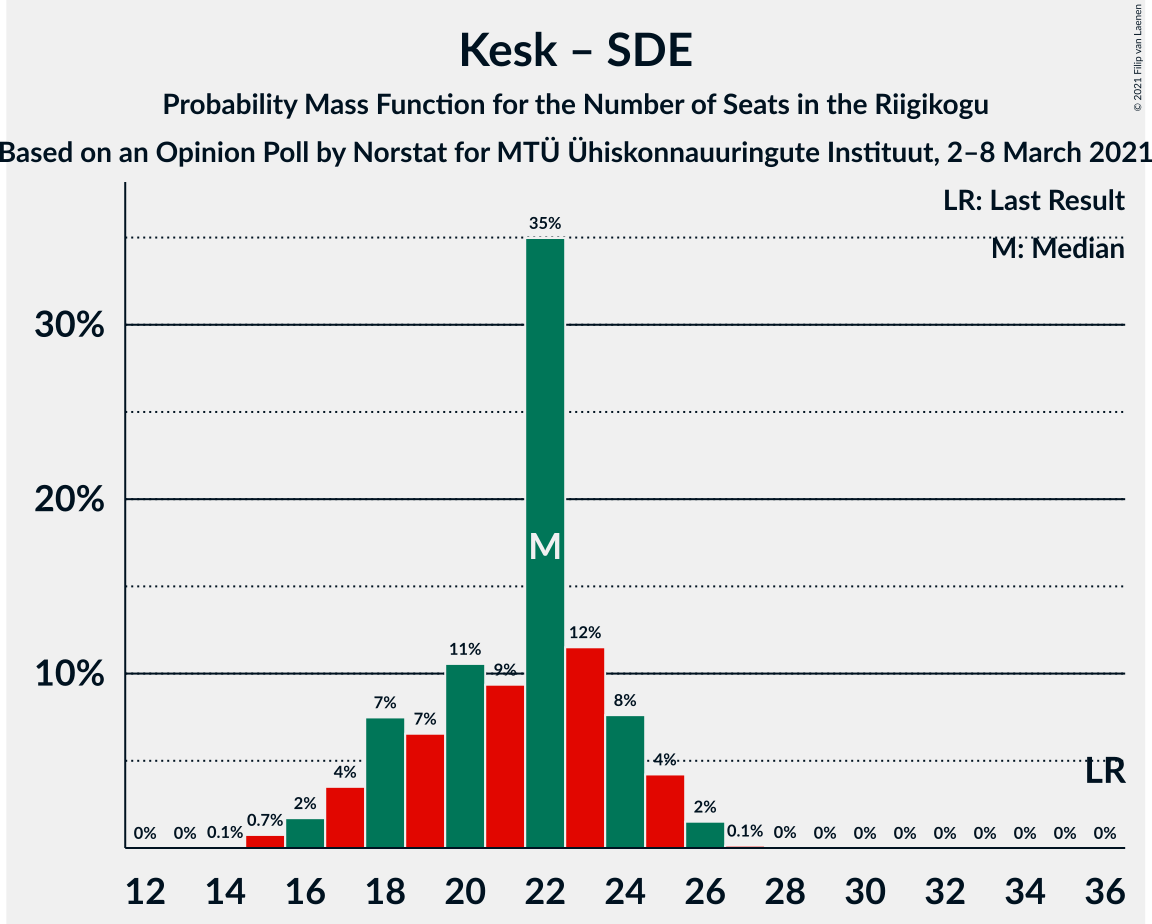 Kesk – SDE
Probability Mass Function for the Number of Seats in the Riigikogu
Based on an Opinion Poll by Norstat for MTÜ Ühiskonnauuringute Instituut, 2–8 March 2021
© 2021 Filip van Laenen
LR: Last Result
M: Median
35%
30%
20%
M
12%
11%
9%
10%
8%
7%
7%
4%
4%
LR
2%
2%
0.7%
0% 0% 0.1% 0.1% 0% 0% 0% 0% 0% 0% 0% 0% 0%
12 14 16 18 20 22 24 26 28 30 32 34 36